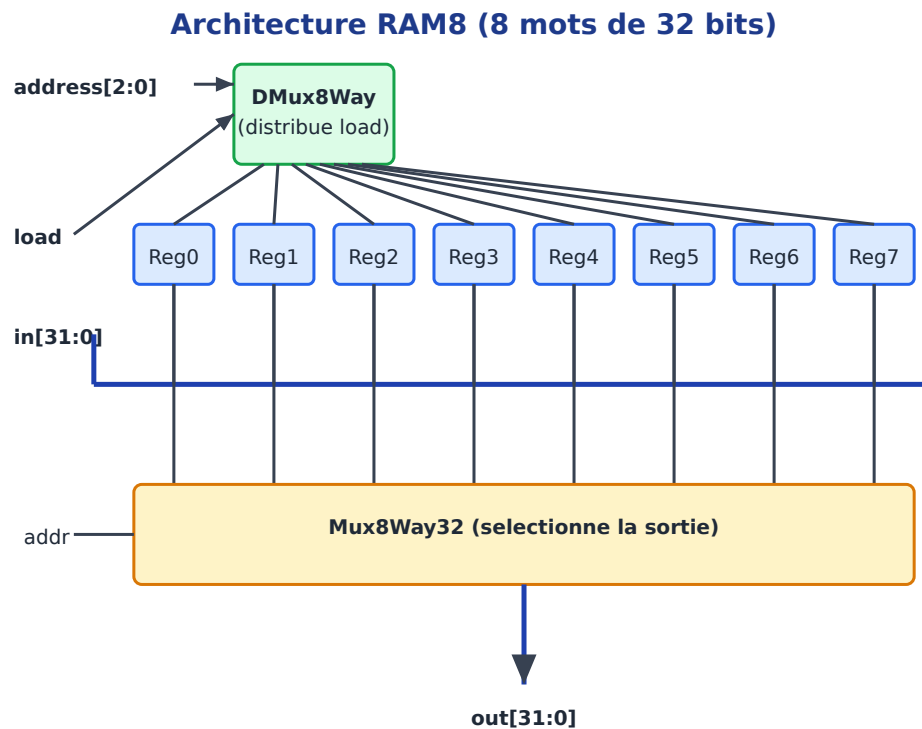 Architecture RAM8 (8 mots de 32 bits)
address[2:0]
DMux8Way
(distribue load)
load
Reg0
Reg1
Reg2
Reg3
Reg4
Reg5
Reg6
Reg7
in[31:0]
addr
Mux8Way32 (selectionne la sortie)
out[31:0]